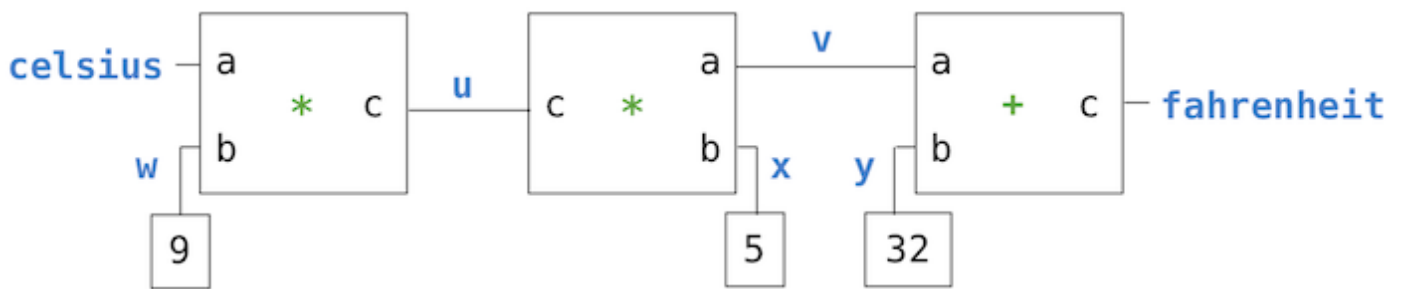 v
celsius a a a
u
* c c * + c fahrenheit
w b b x y b
9 5 32